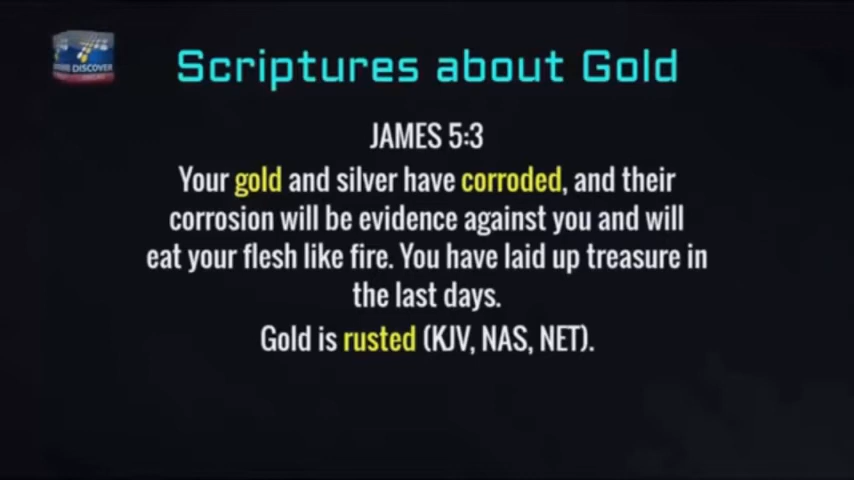 DISCOVER
Scriptures about Gold
JAMES 5:3
Your gold and silver have corroded, and their
corrosion will be evidence against you and will
eat your flesh like fire. You have laid up treasure in
the last days.
Gold is rusted (KJV, NAS, NET).